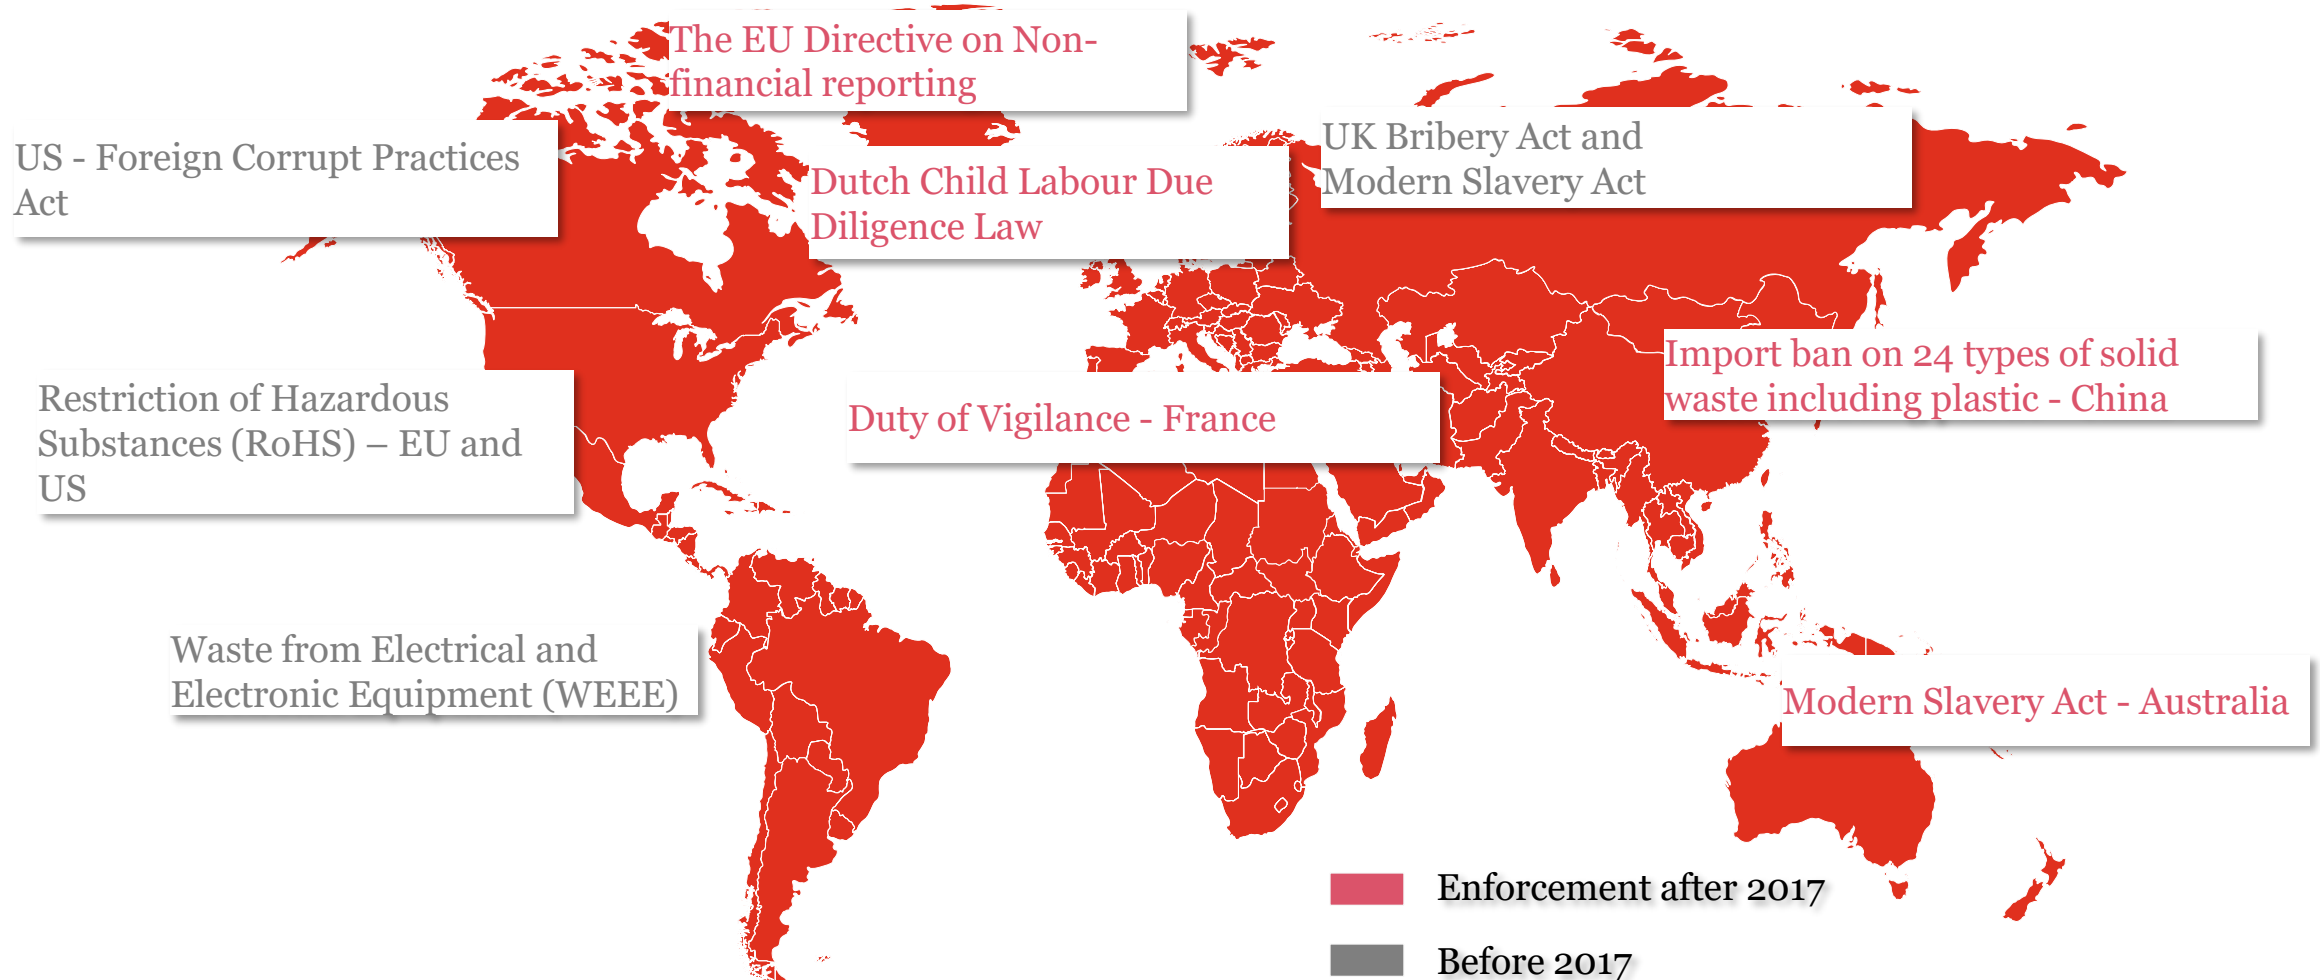 The EU Directive on Non-
financial reporting
US - Foreign Corrupt Practices
Act
UK Bribery Act and
Modern Slavery Act
Dutch Child Labour Due
Diligence Law
Import ban on 24 types of solid
waste including plastic - China
Restriction of Hazardous
Substances (RoHS) – EU and
US
Duty of Vigilance - France
Waste from Electrical and
Electronic Equipment (WEEE)
Modern Slavery Act - Australia
Enforcement after 2017
Before 2017